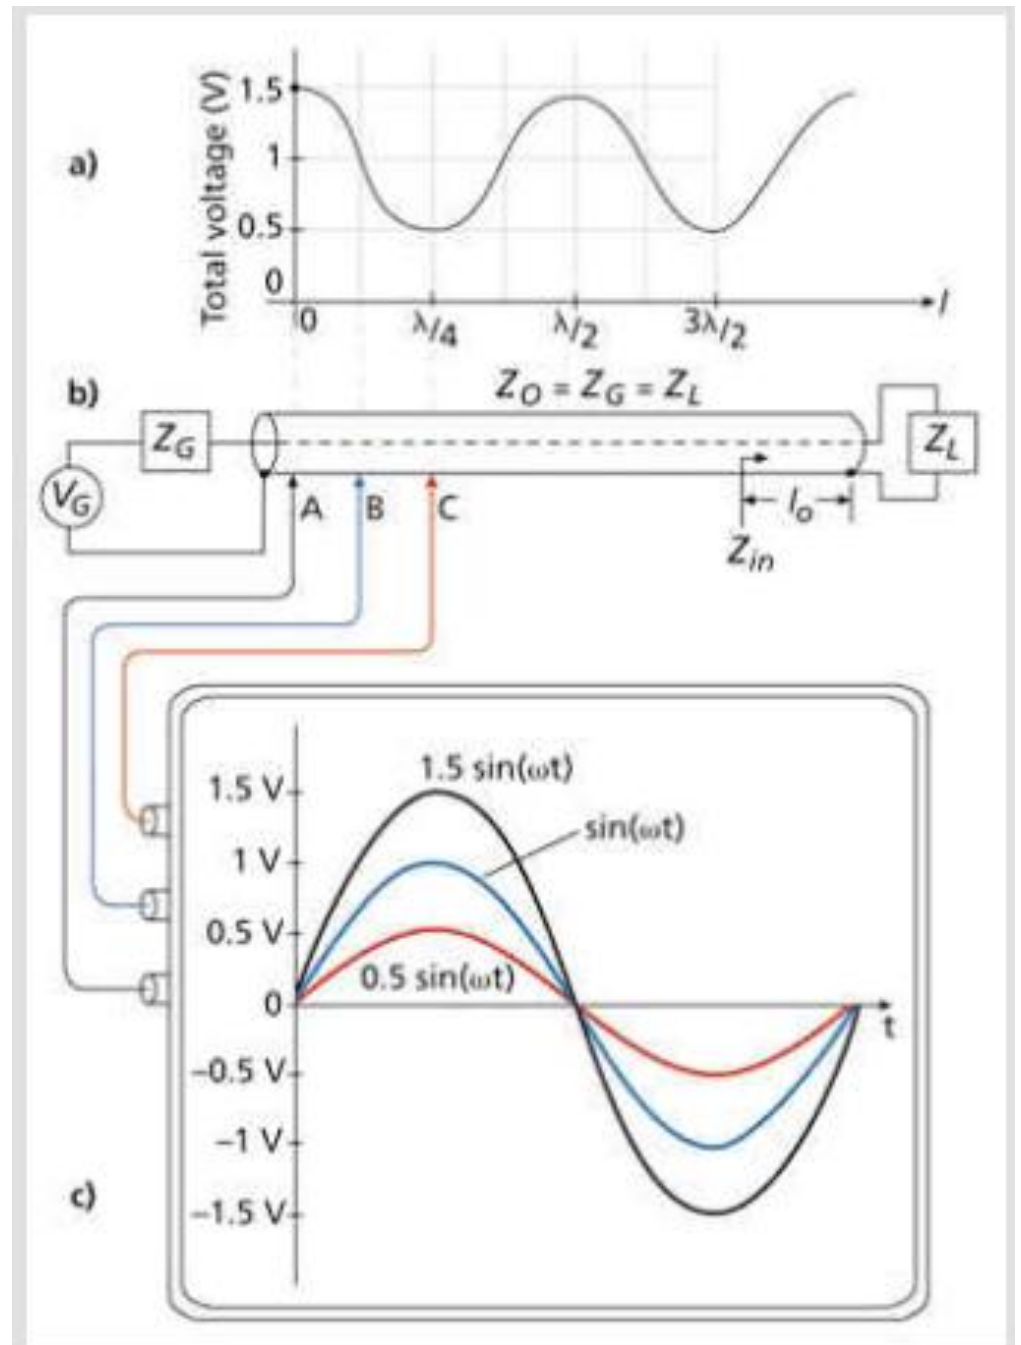 Total voltage (V)
a)
1.5
1
0.5
0
0
λ/4
λ/2
3λ/2
l
b)
Z_O = Z_G = Z_L
Z_G
V_G
Z_L
A
B
C
l_o
Z_in
1.5 sin(ωt)
sin(ωt)
0.5 sin(ωt)
1.5 V
1 V
0.5 V
0
t
–0.5 V
–1 V
–1.5 V
c)